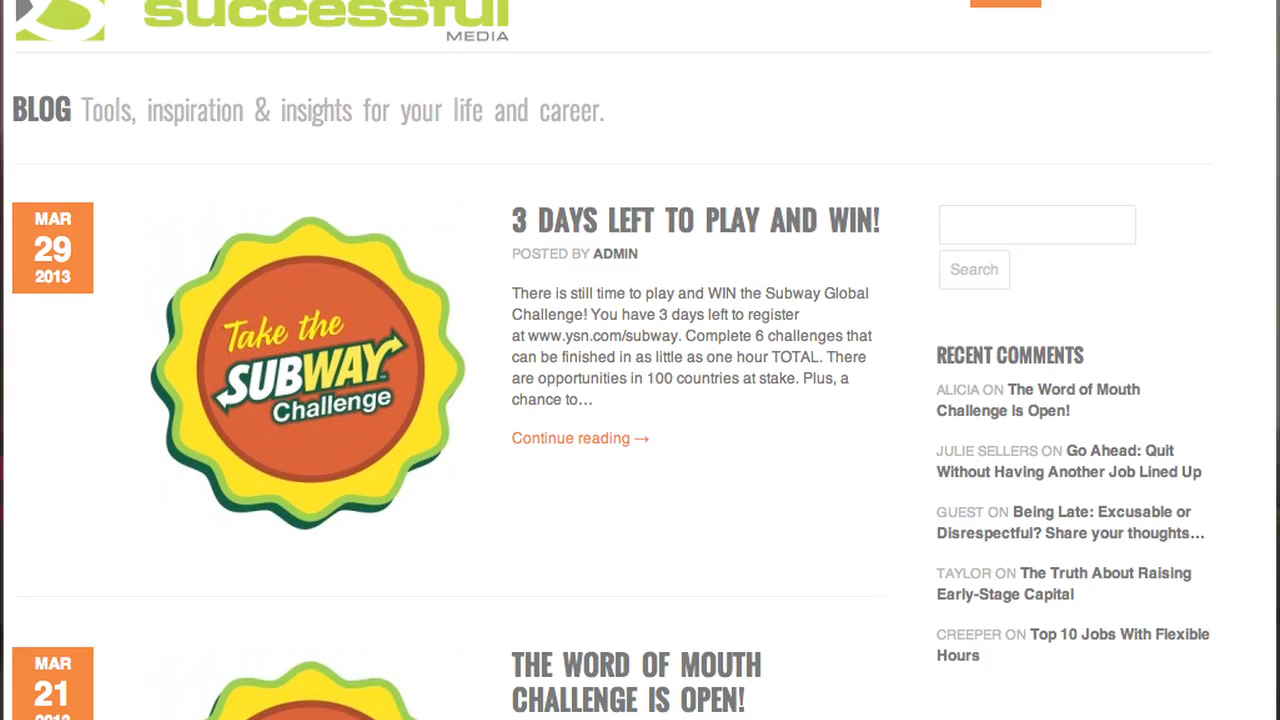 successful
MEDIA
BLOG Tools, inspiration & insights for your life and career.
MAR
29
2013
Take the
SUBWAY
Challenge
3 DAYS LEFT TO PLAY AND WIN!
POSTED BY ADMIN
There is still time to play and WIN the Subway Global
Challenge! You have 3 days left to register
at www.ysn.com/subway. Complete 6 challenges that
can be finished in as little as one hour TOTAL. There
are opportunities in 100 countries at stake. Plus, a
chance to…
Continue reading →
Search
RECENT COMMENTS
ALICIA ON The Word of Mouth
Challenge Is Open!
JULIE SELLERS ON Go Ahead: Quit
Without Having Another Job Lined Up
GUEST ON Being Late: Excusable or
Disrespectful? Share your thoughts…
TAYLOR ON The Truth About Raising
Early-Stage Capital
CREEPER ON Top 10 Jobs With Flexible
Hours
MAR
21
2013
THE WORD OF MOUTH
CHALLENGE IS OPEN!